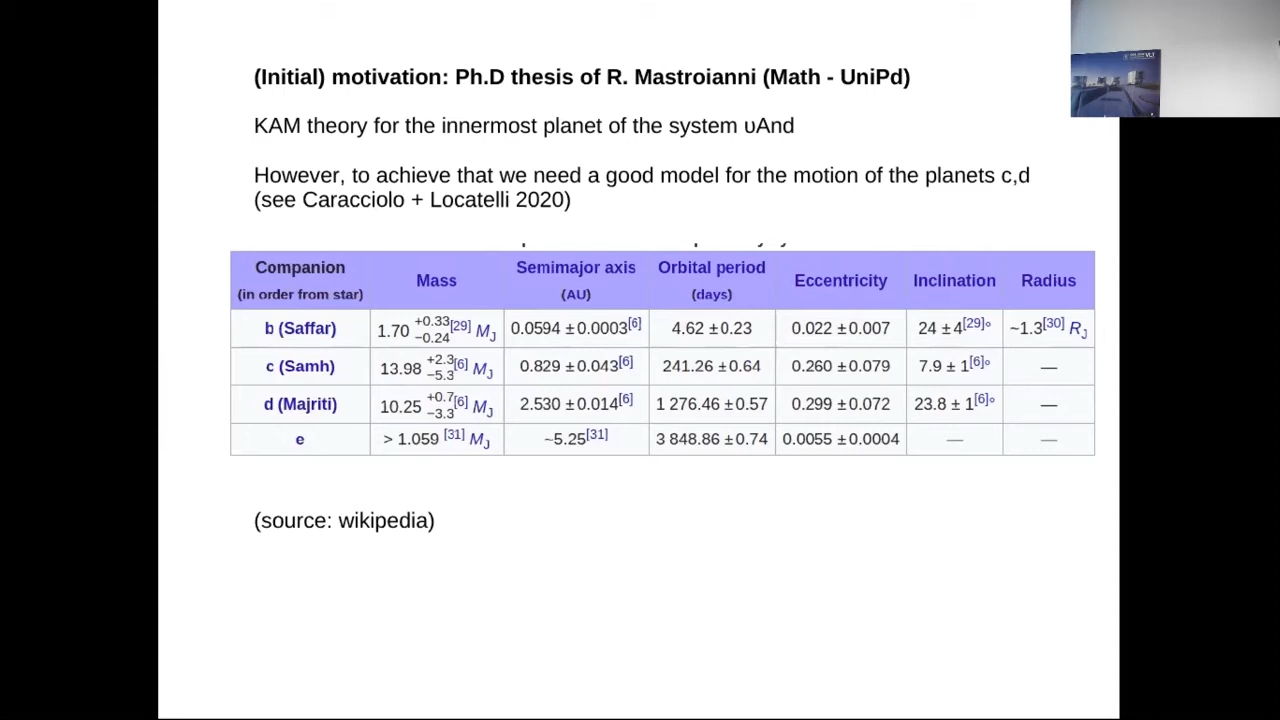 (Initial) motivation: Ph.D thesis of R. Mastroianni (Math - UniPd)
KAM theory for the innermost planet of the system υAnd
However, to achieve that we need a good model for the motion of the planets c,d
(see Caracciolo + Locatelli 2020)
Companion (in order from star) Mass Semimajor axis (AU) Orbital period (days) Eccentricity Inclination Radius
b (Saffar) 1.70 +0.33 −0.24 [29] MJ 0.0594 ±0.0003[6] 4.62 ±0.23 0.022 ±0.007 24 ±4[29]° ~1.3[30] RJ
c (Samh) 13.98 +2.3 −5.3 [6] MJ 0.829 ±0.043[6] 241.26 ±0.64 0.260 ±0.079 7.9 ± 1[6]° —
d (Majriti) 10.25 +0.7 −3.3 [6] MJ 2.530 ±0.014[6] 1 276.46 ±0.57 0.299 ±0.072 23.8 ± 1[6]° —
e > 1.059 [31] MJ ~5.25[31] 3 848.86 ±0.74 0.0055 ±0.0004 — —
(source: wikipedia)